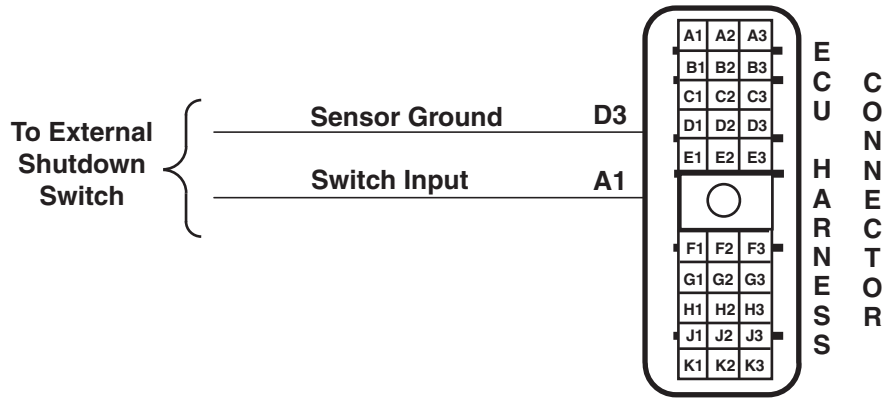 To External
Shutdown
Switch
Sensor Ground D3
Switch Input A1
A1 A2 A3
B1 B2 B3
C1 C2 C3
D1 D2 D3
E1 E2 E3
F1 F2 F3
G1 G2 G3
H1 H2 H3
J1 J2 J3
K1 K2 K3
ECU HARNESS
CONNECTOR